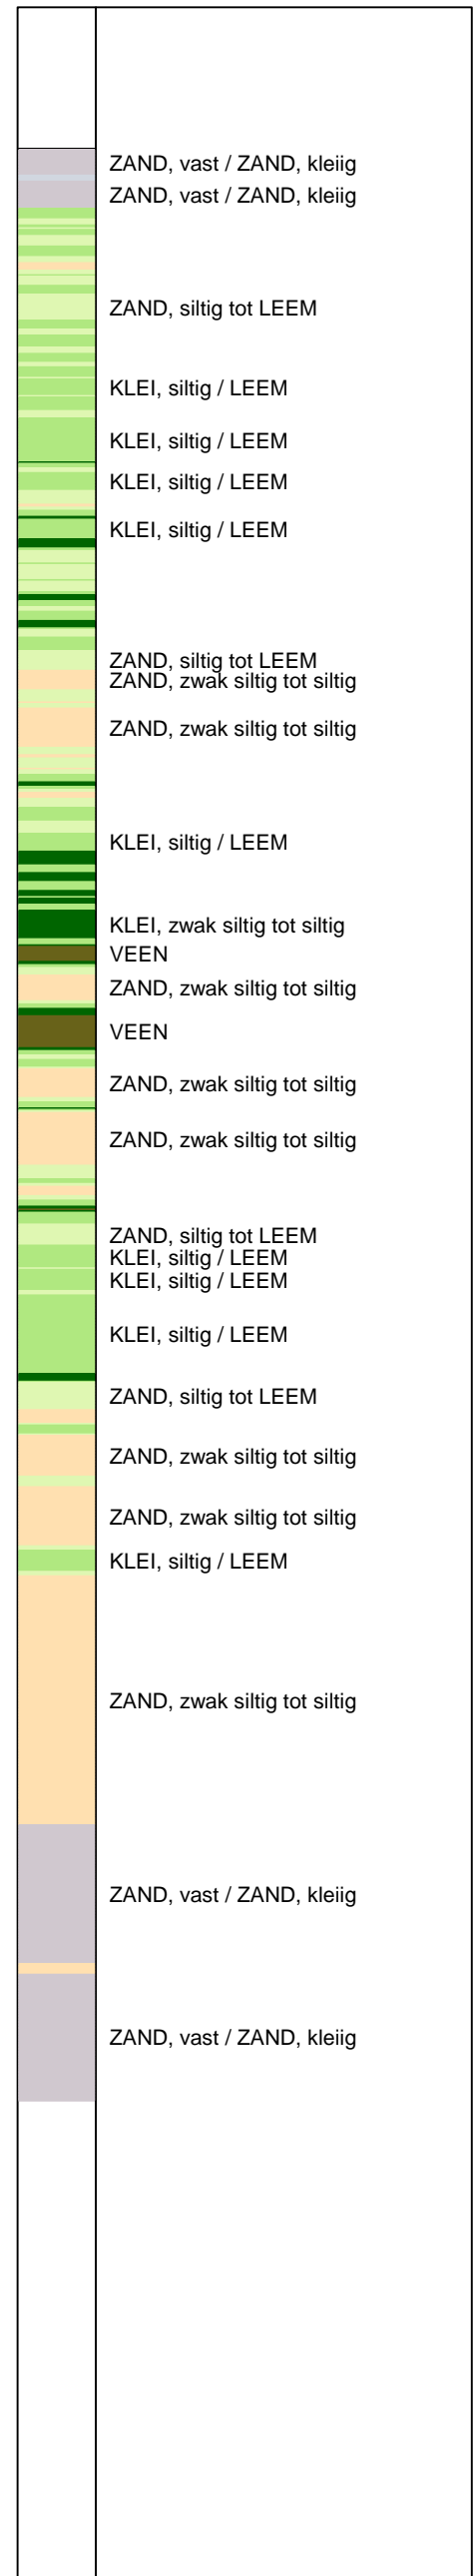 ZAND, vast / ZAND, kleiig
ZAND, vast / ZAND, kleiig
ZAND, siltig tot LEEM
KLEI, siltig / LEEM
KLEI, siltig / LEEM
KLEI, siltig / LEEM
KLEI, siltig / LEEM
ZAND, siltig tot LEEM
ZAND, zwak siltig tot siltig
ZAND, zwak siltig tot siltig
KLEI, siltig / LEEM
KLEI, zwak siltig tot siltig
VEEN
ZAND, zwak siltig tot siltig
VEEN
ZAND, zwak siltig tot siltig
ZAND, zwak siltig tot siltig
ZAND, siltig tot LEEM
KLEI, siltig / LEEM
KLEI, siltig / LEEM
KLEI, siltig / LEEM
ZAND, siltig tot LEEM
ZAND, zwak siltig tot siltig
ZAND, zwak siltig tot siltig
KLEI, siltig / LEEM
ZAND, zwak siltig tot siltig
ZAND, vast / ZAND, kleiig
ZAND, vast / ZAND, kleiig